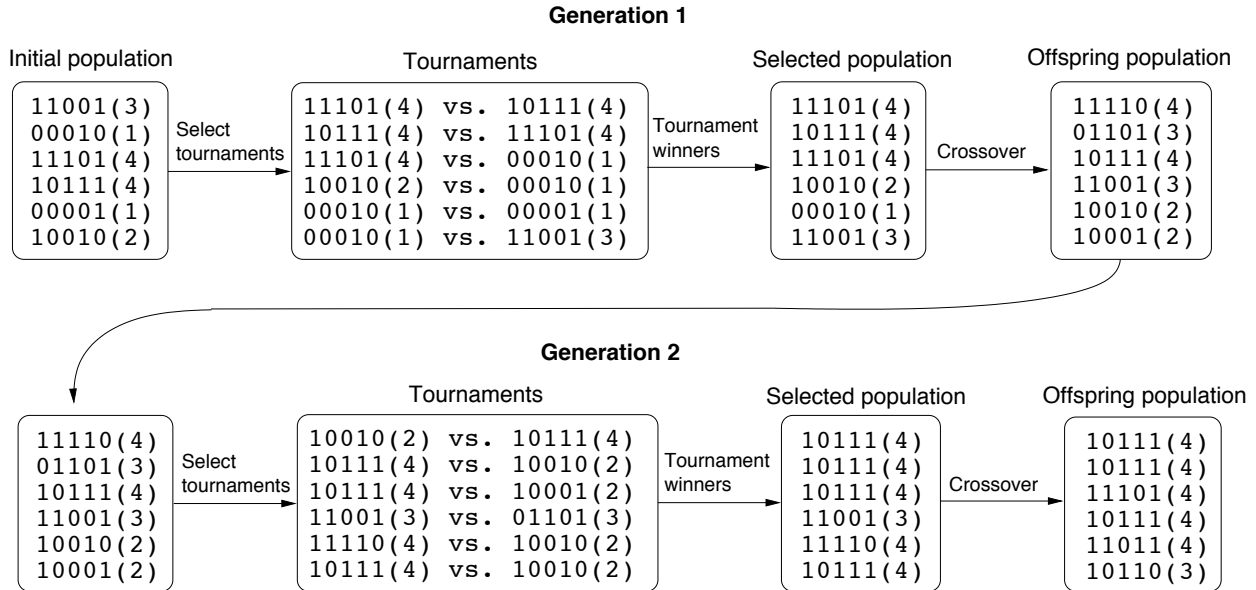 Generation 1
Initial population
Tournaments
Selected population
Offspring population
11001(3)
00010(1)
11101(4)
10111(4)
00001(1)
10010(2)
Select
tournaments
11101(4) vs. 10111(4)
10111(4) vs. 11101(4)
11101(4) vs. 00010(1)
10010(2) vs. 00010(1)
00010(1) vs. 00001(1)
00010(1) vs. 11001(3)
Tournament
winners
11101(4)
10111(4)
11101(4)
10010(2)
00010(1)
11001(3)
Crossover
11110(4)
01101(3)
10111(4)
11001(3)
10010(2)
10001(2)
Generation 2
Tournaments
Selected population
Offspring population
11110(4)
01101(3)
10111(4)
11001(3)
10010(2)
10001(2)
Select
tournaments
10010(2) vs. 10111(4)
10111(4) vs. 10010(2)
10111(4) vs. 10001(2)
11001(3) vs. 01101(3)
11110(4) vs. 10010(2)
10111(4) vs. 10010(2)
Tournament
winners
10111(4)
10111(4)
10111(4)
11001(3)
11110(4)
10111(4)
Crossover
10111(4)
10111(4)
11101(4)
10111(4)
11011(4)
10110(3)